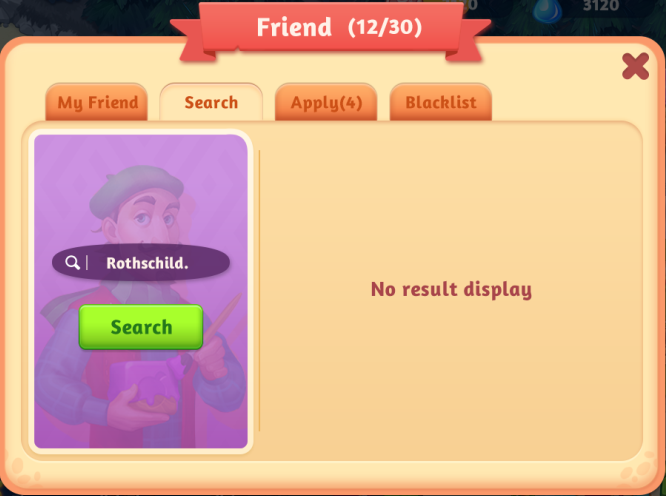 Friend (12/30)
3120
My Friend
Search
Apply(4)
Blacklist
Rothschild.
Search
No result display